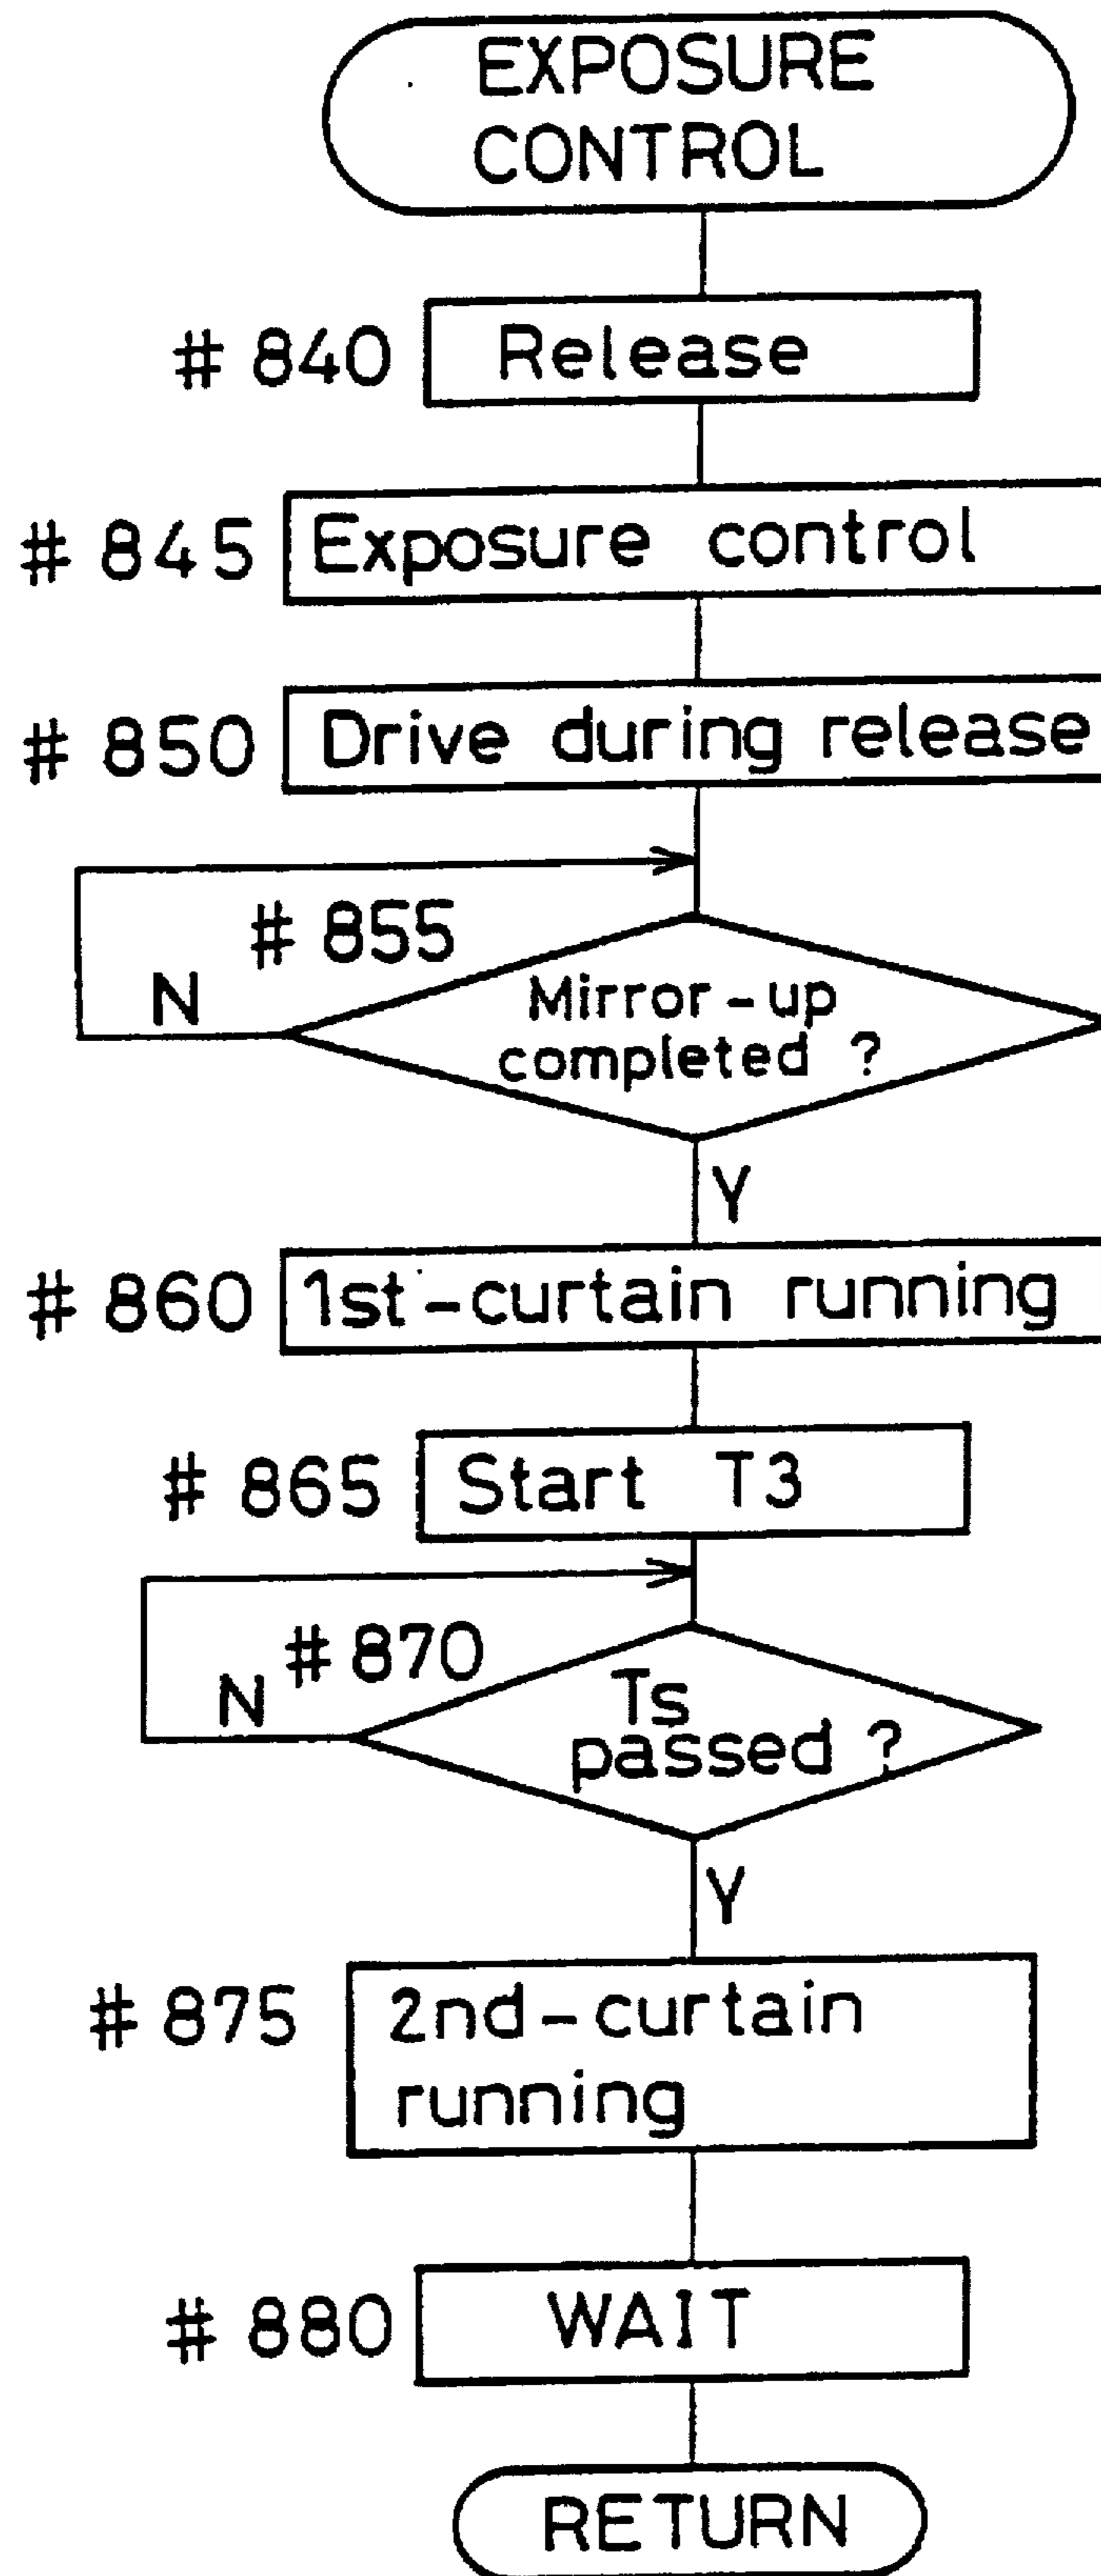 EXPOSURE
CONTROL
# 840 Release
# 845 Exposure control
# 850 Drive during release
# 855
N
Mirror-up
completed ?
Y
# 860 1st-curtain running
# 865 Start T3
# 870
N
Ts
passed ?
Y
# 875 2nd-curtain
running
# 880 WAIT
RETURN